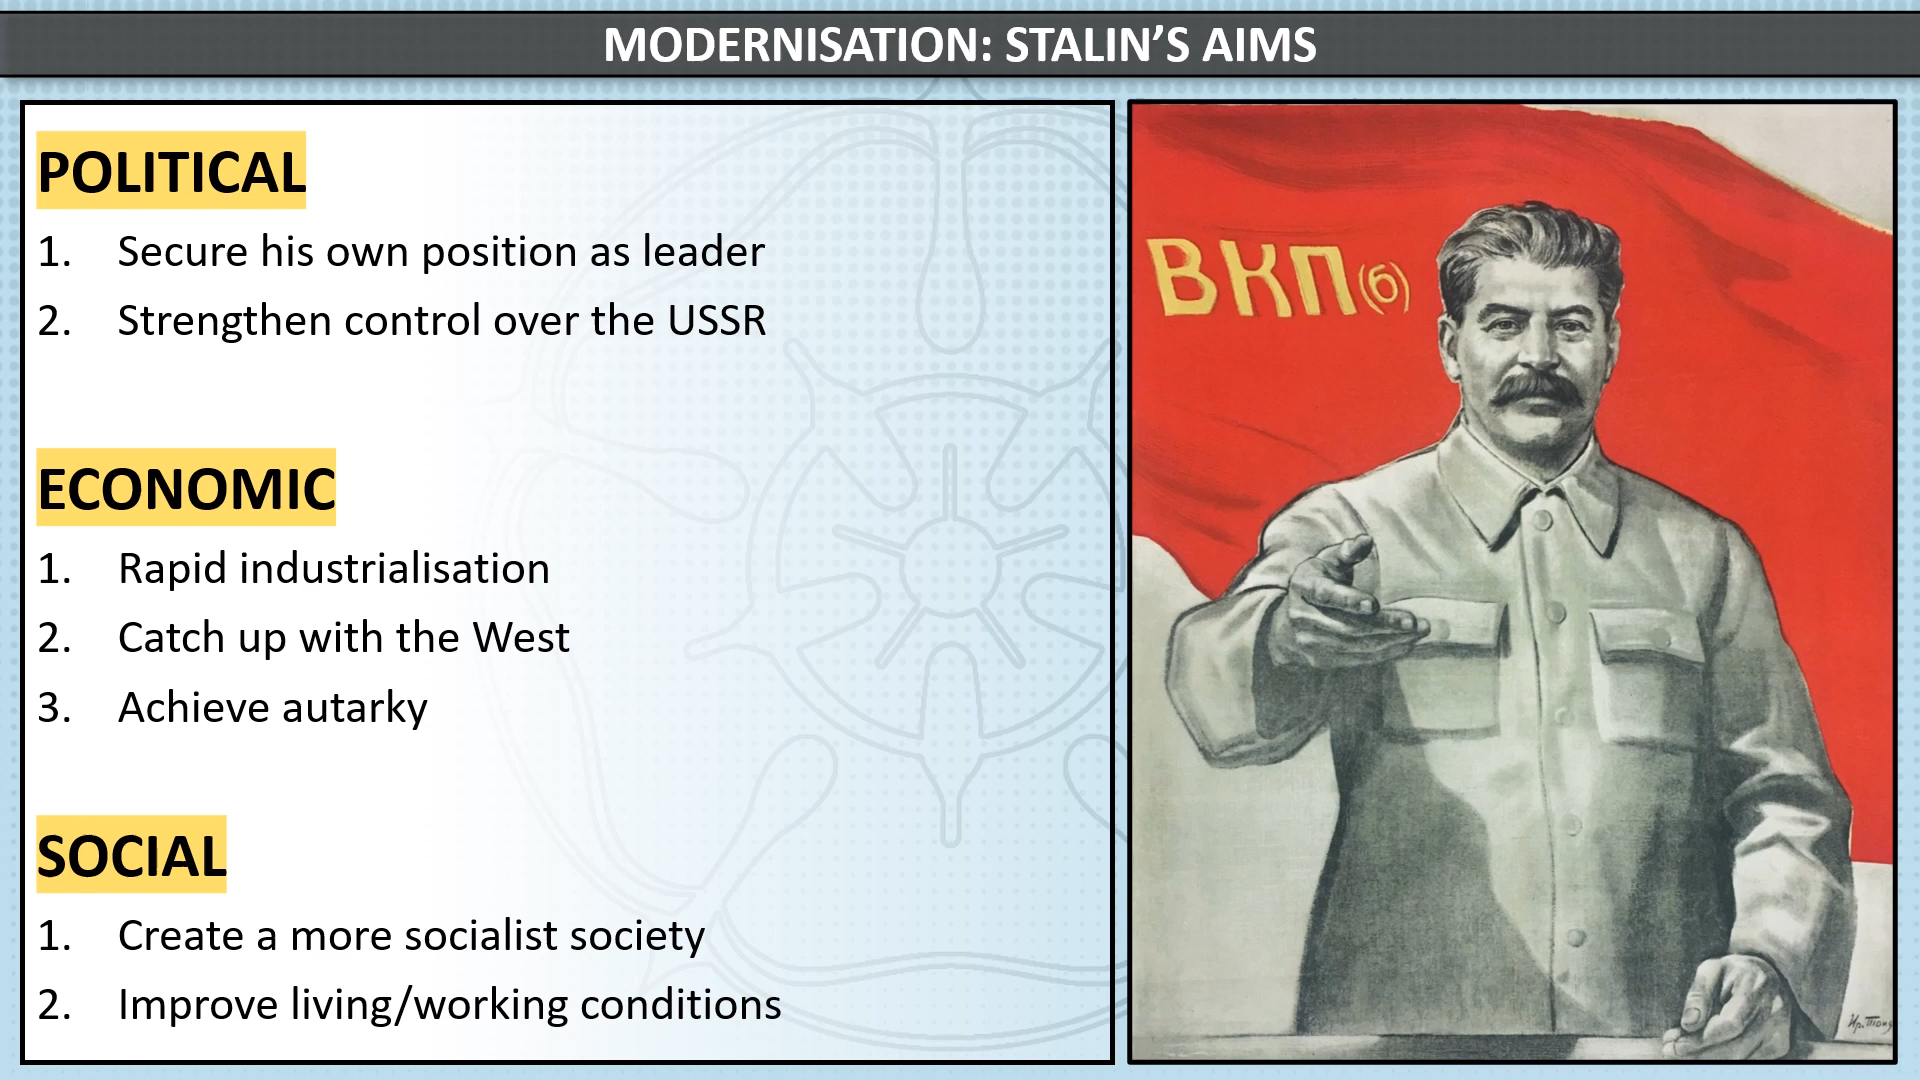 MODERNISATION: STALIN’S AIMS
POLITICAL
1. Secure his own position as leader
2. Strengthen control over the USSR
ECONOMIC
1. Rapid industrialisation
2. Catch up with the West
3. Achieve autarky
SOCIAL
1. Create a more socialist society
2. Improve living/working conditions
ВКП(б)